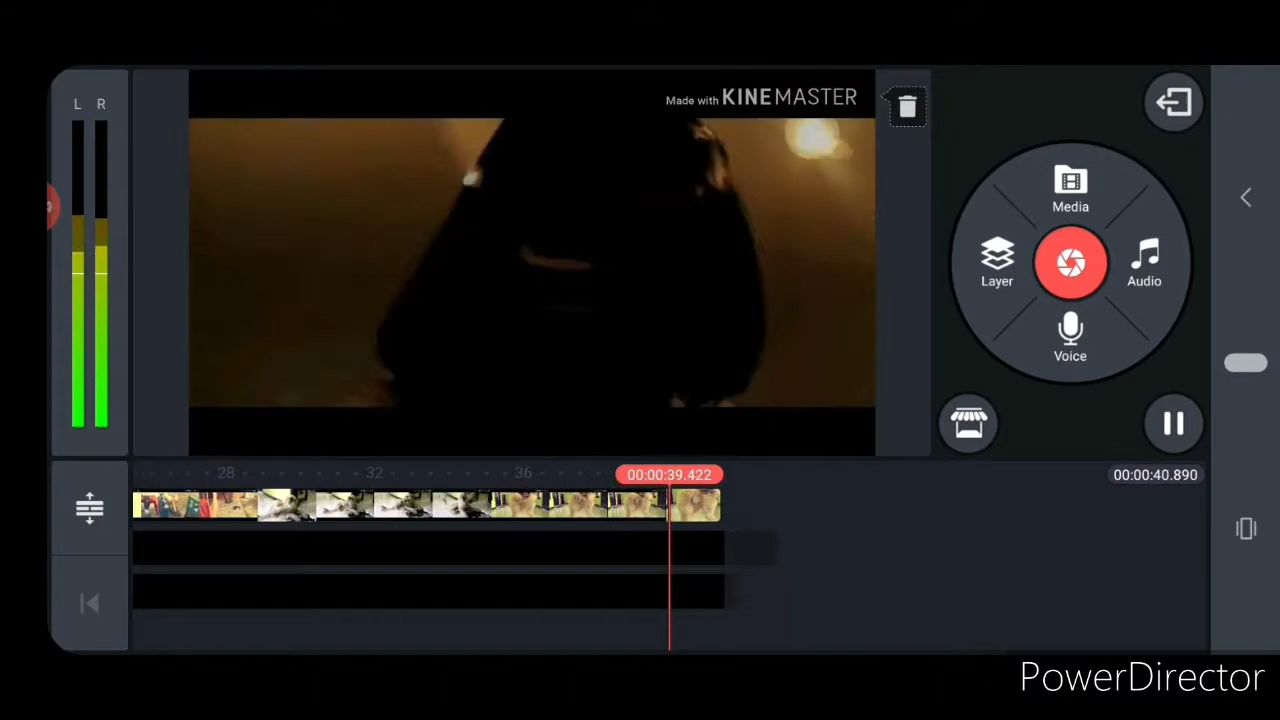 L R
Made with KINEMASTER
Media
Layer
Audio
Voice
28 32 36
00:00:39.422
00:00:40.890
PowerDirector